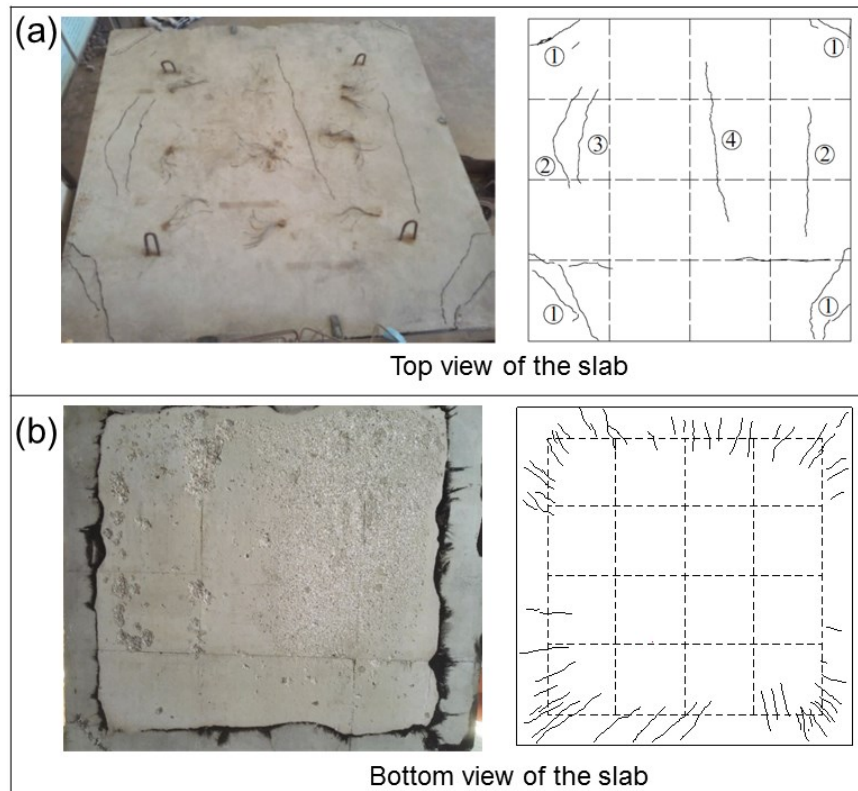 (a)
① ①
② ③ ④ ②
① ①
Top view of the slab
(b)
Bottom view of the slab